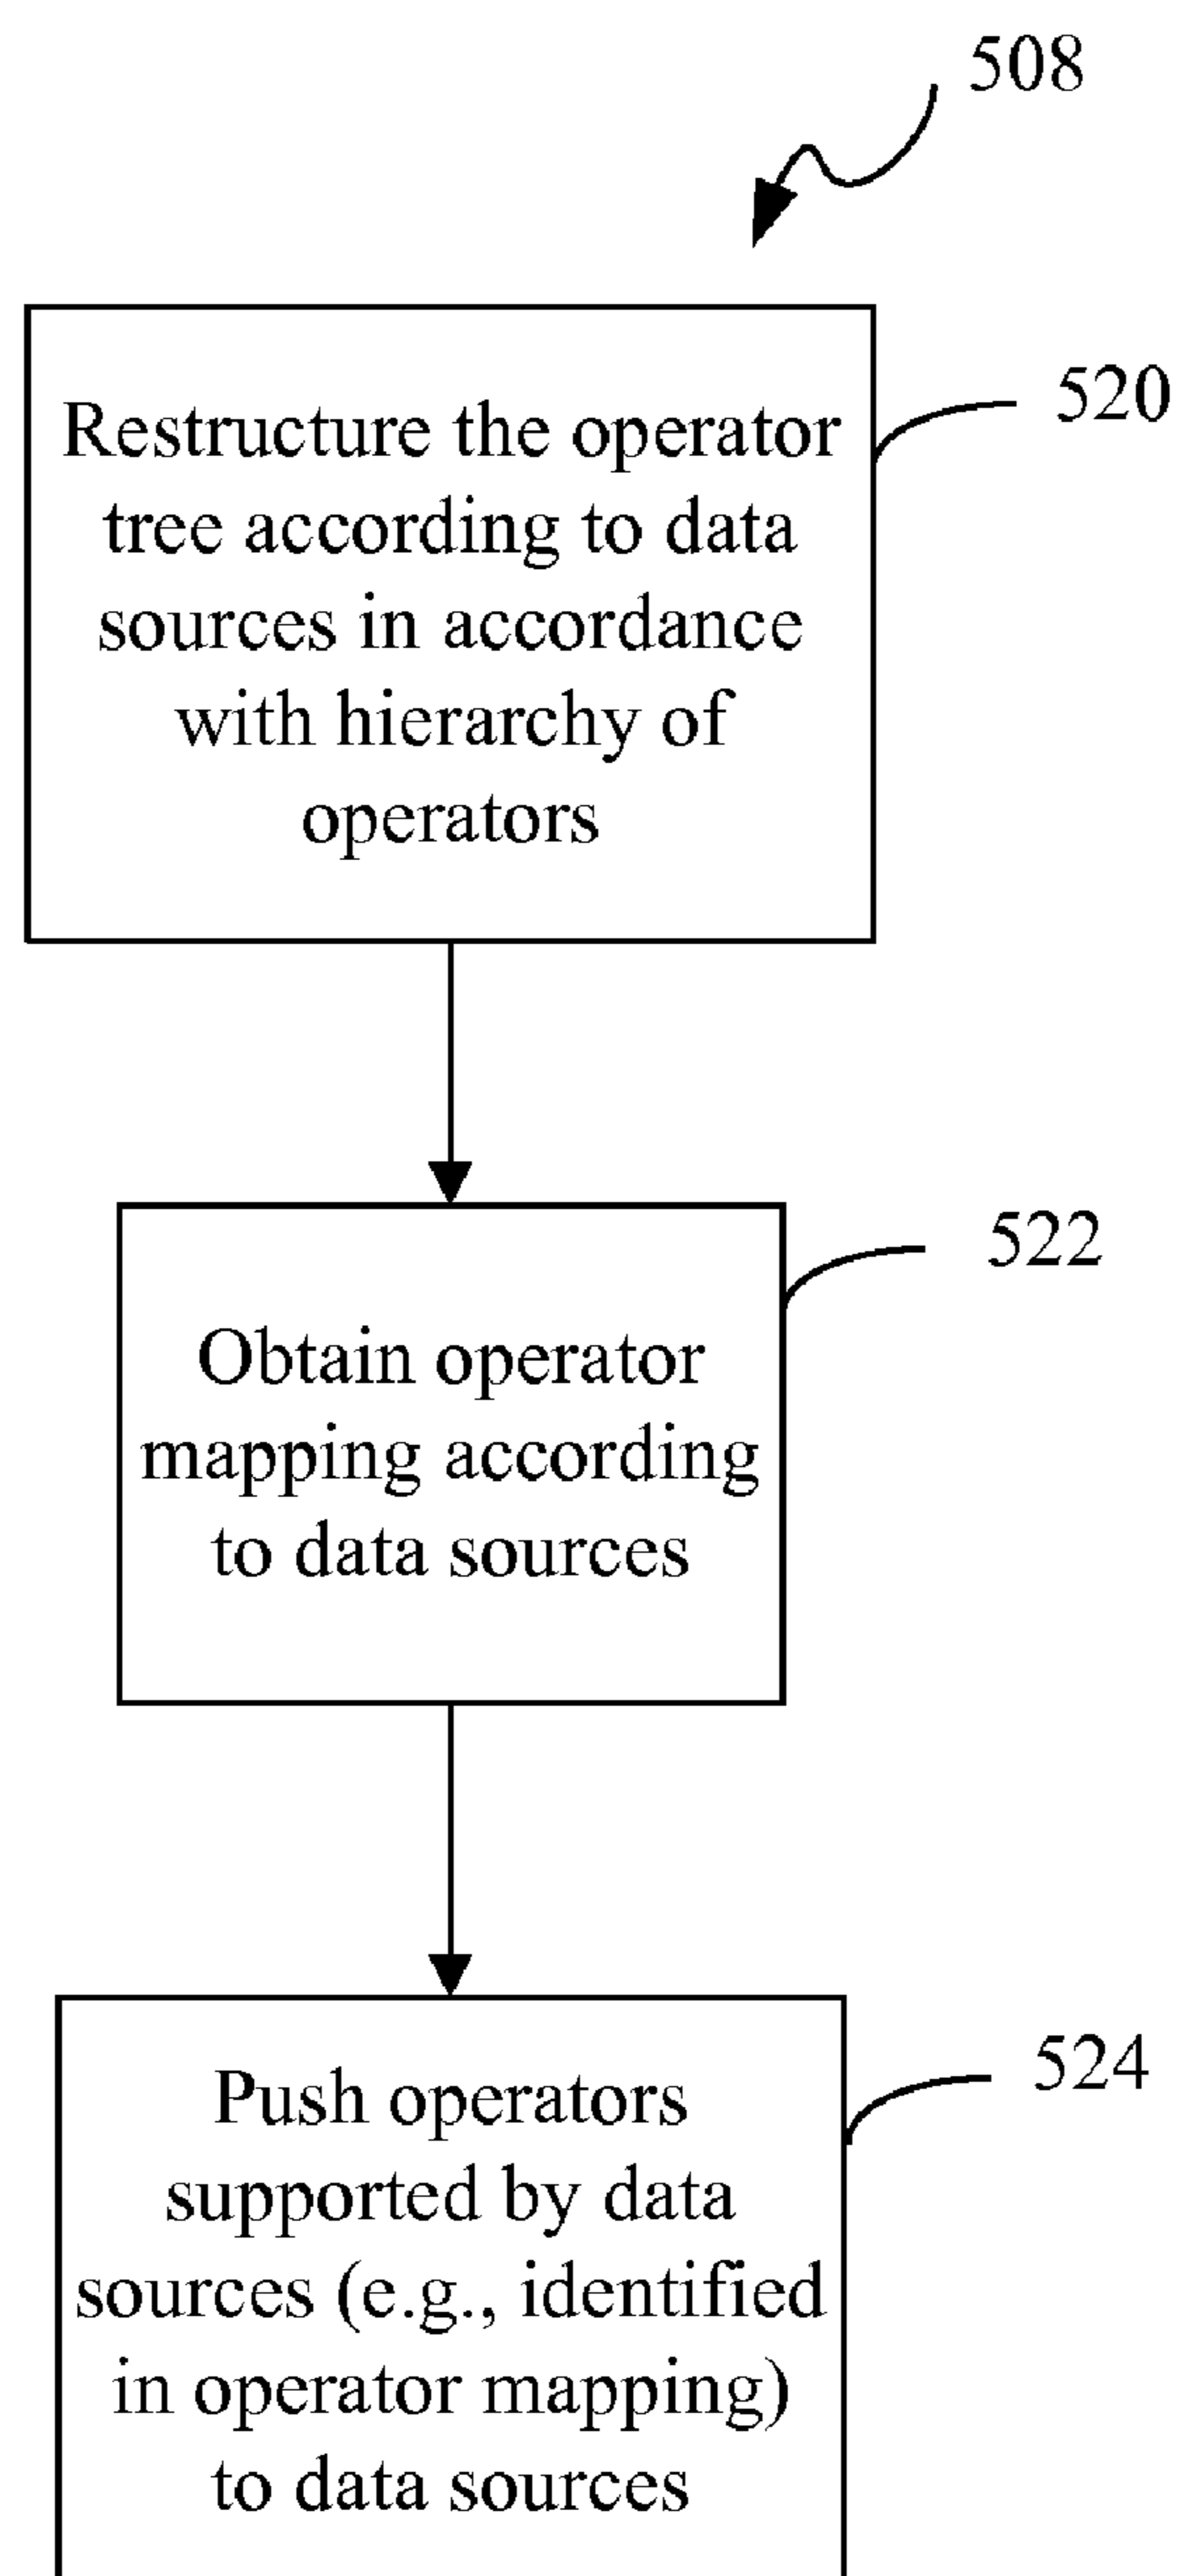 508
520
Restructure the operator
tree according to data
sources in accordance
with hierarchy of
operators
522
Obtain operator
mapping according
to data sources
524
Push operators
supported by data
sources (e.g., identified
in operator mapping)
to data sources